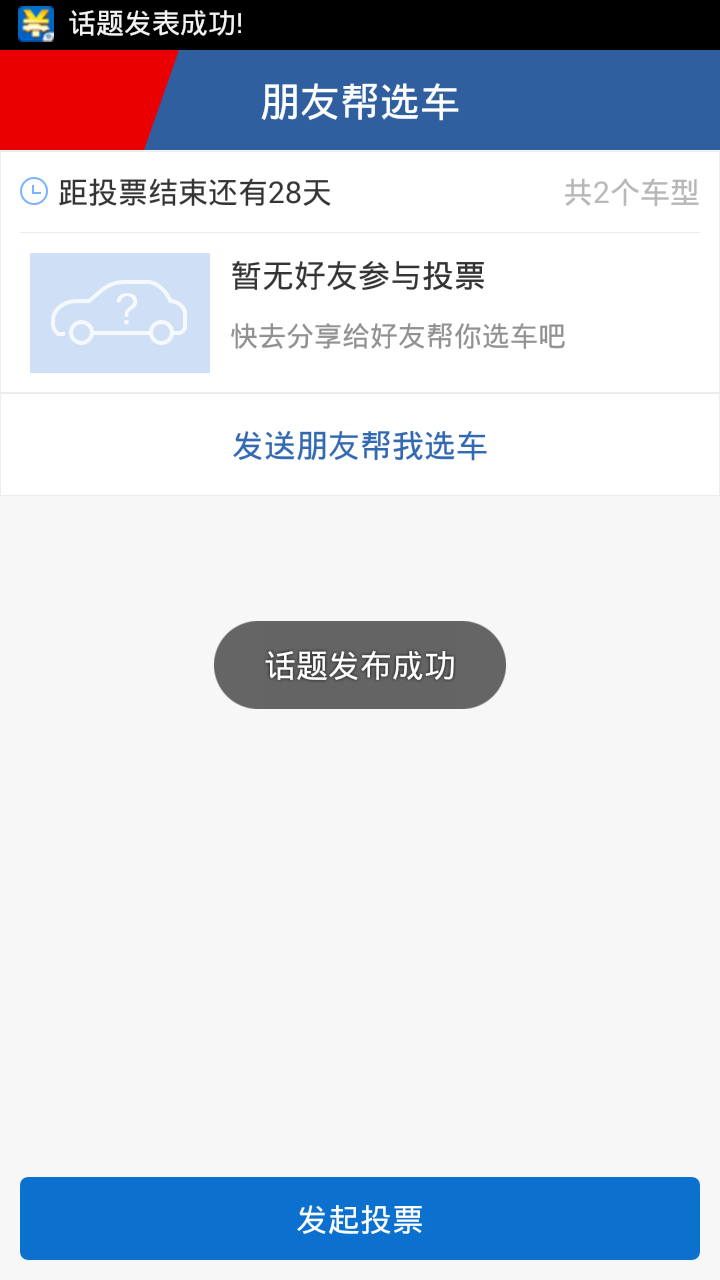 话题发表成功!
朋友帮选车
距投票结束还有28天
共2个车型
?
暂无好友参与投票
快去分享给好友帮你选车吧
发送朋友帮我选车
话题发布成功
发起投票